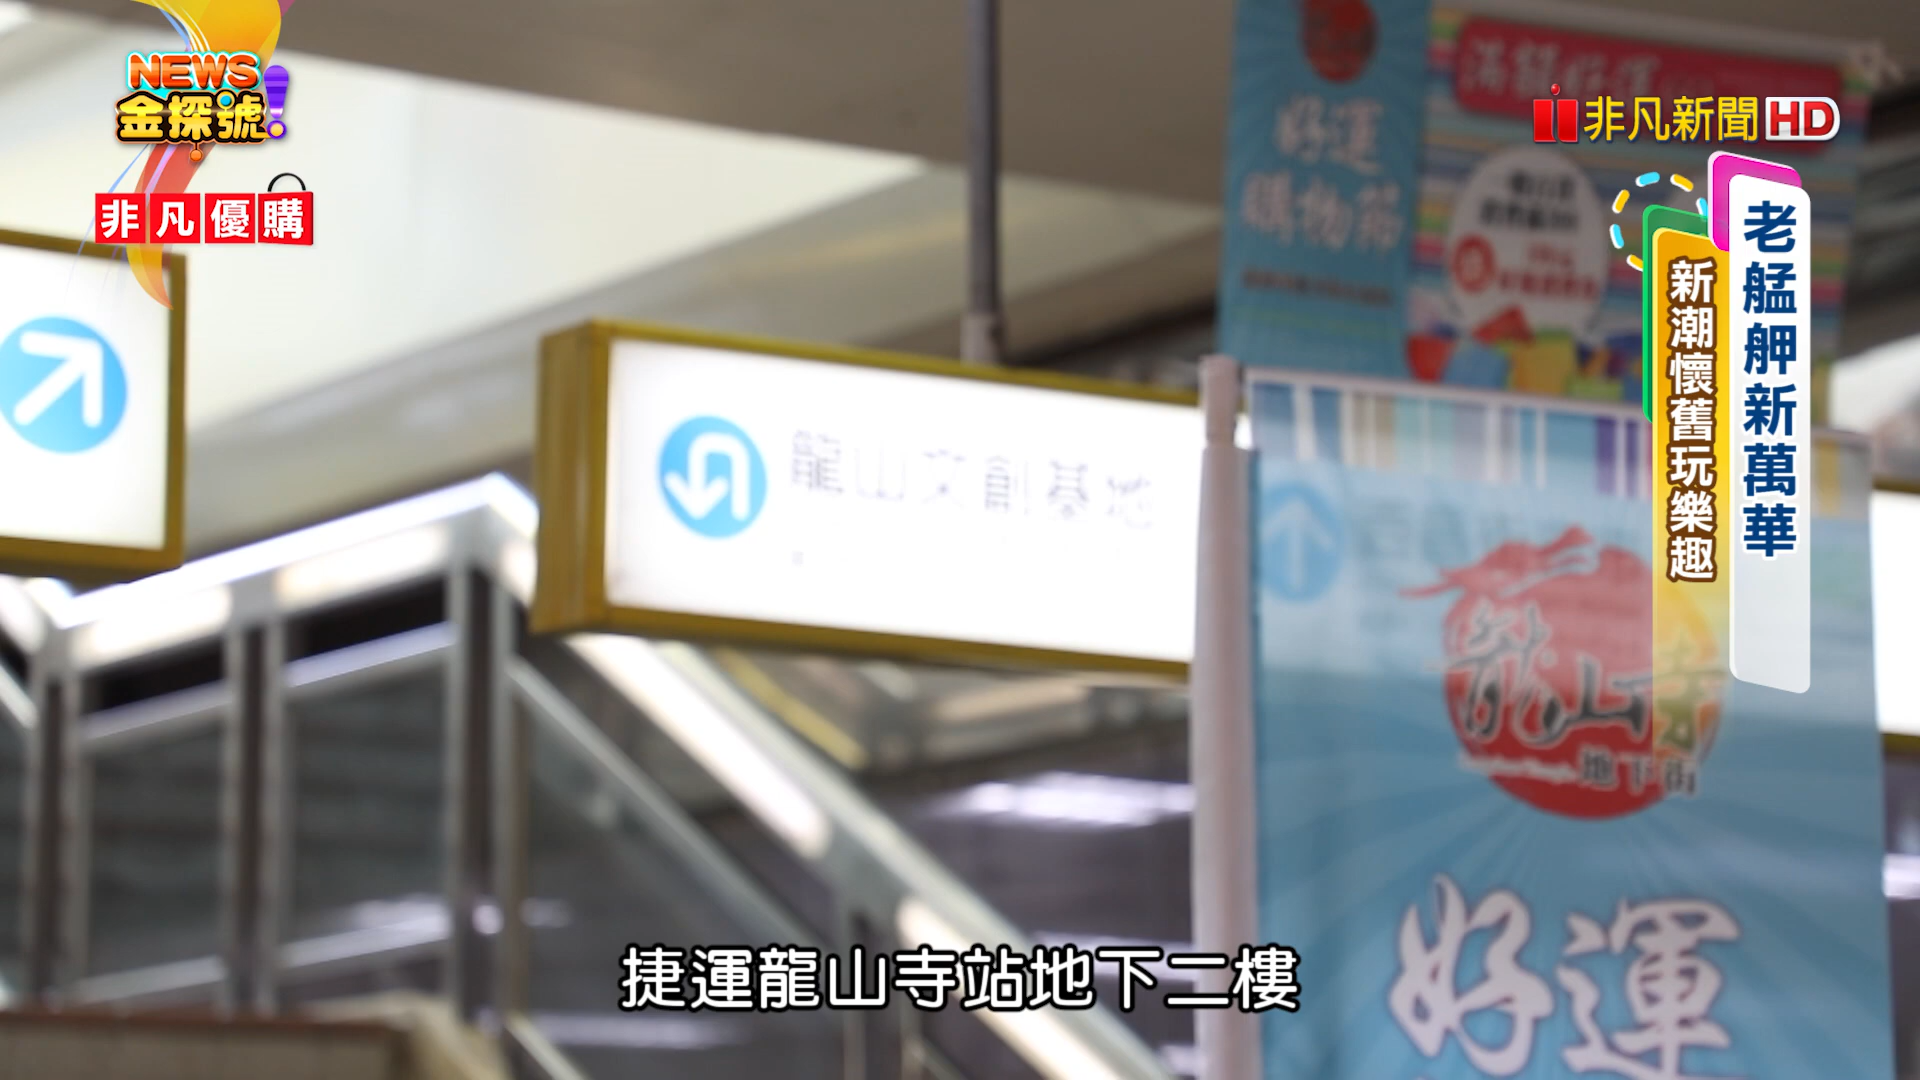 NEWS
金探號!
非凡優購
非凡新聞HD
老艋舺新萬華
新潮懷舊玩樂趣
好運
購物節
龍山文創基地
龍山寺
地下街
好運
捷運龍山寺站地下二樓